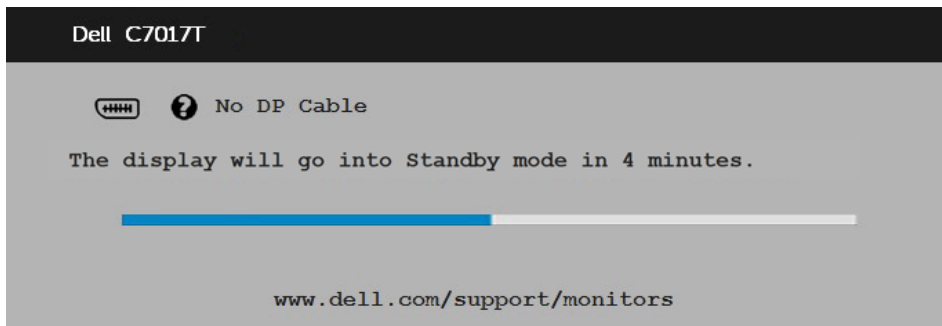 Dell C7017T
No DP Cable
The display will go into Standby mode in 4 minutes.
www.dell.com/support/monitors